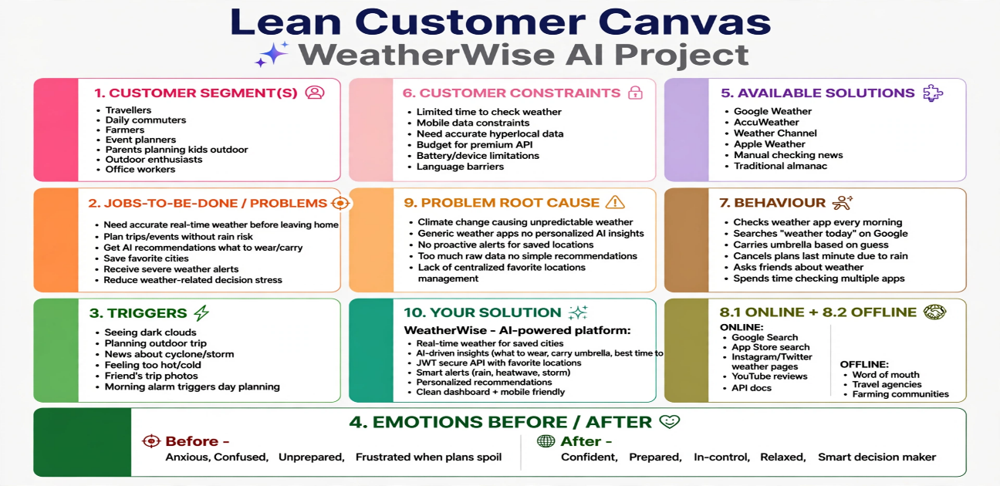 Lean Customer Canvas
WeatherWise AI Project
1. CUSTOMER SEGMENT(S)
• Travellers
• Daily commuters
• Farmers
• Event planners
• Parents planning kids outdoor
• Outdoor enthusiasts
• Office workers
6. CUSTOMER CONSTRAINTS
• Limited time to check weather
• Mobile data constraints
• Need accurate hyperlocal data
• Budget for premium API
• Battery/device limitations
• Language barriers
5. AVAILABLE SOLUTIONS
• Google Weather
• AccuWeather
• Weather Channel
• Apple Weather
• Manual checking news
• Traditional almanac
2. JOBS-TO-BE-DONE / PROBLEMS
• Need accurate real-time weather before leaving home
• Plan trips/events without rain risk
• Get AI recommendations what to wear/carry
• Save favorite cities
• Receive severe weather alerts
• Reduce weather-related decision stress
9. PROBLEM ROOT CAUSE
• Climate change causing unpredictable weather
• Generic weather apps no personalized AI insights
• No proactive alerts for saved locations
• Too much raw data no simple recommendations
• Lack of centralized favorite locations
management
7. BEHAVIOUR
• Checks weather app every morning
• Searches "weather today" on Google
• Carries umbrella based on guess
• Cancels plans last minute due to rain
• Asks friends about weather
• Spends time checking multiple apps
3. TRIGGERS
• Seeing dark clouds
• Planning outdoor trip
• News about cyclone/storm
• Feeling too hot/cold
• Friend's trip photos
• Morning alarm triggers day planning
10. YOUR SOLUTION
WeatherWise – AI-powered platform:
• Real-time weather for saved cities
• AI-driven insights (what to wear, carry umbrella, best time to
• JWT secure API with favorite locations
• Smart alerts (rain, heatwave, storm)
• Personalized recommendations
• Clean dashboard + mobile friendly
8.1 ONLINE + 8.2 OFFLINE
ONLINE:
• Google Search
• App Store search
• Instagram/Twitter
weather pages
• YouTube reviews
• API docs
OFFLINE:
• Word of mouth
• Travel agencies
• Farming communities
4. EMOTIONS BEFORE / AFTER
Before –
Anxious, Confused, Unprepared, Frustrated when plans spoil
After –
Confident, Prepared, In-control, Relaxed, Smart decision maker